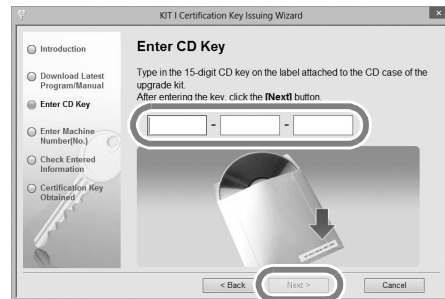 KIT I Certification Key Issuing Wizard
Introduction
Download Latest
Program/Manual
Enter CD Key
Enter Machine
Number(No.)
Check Entered
Information
Certification Key
Obtained
Enter CD Key
Type in the 15-digit CD key on the label attached to the CD case of the
upgrade kit.
After entering the key, click the [Next] button.
- -
< Back
Next >
Cancel